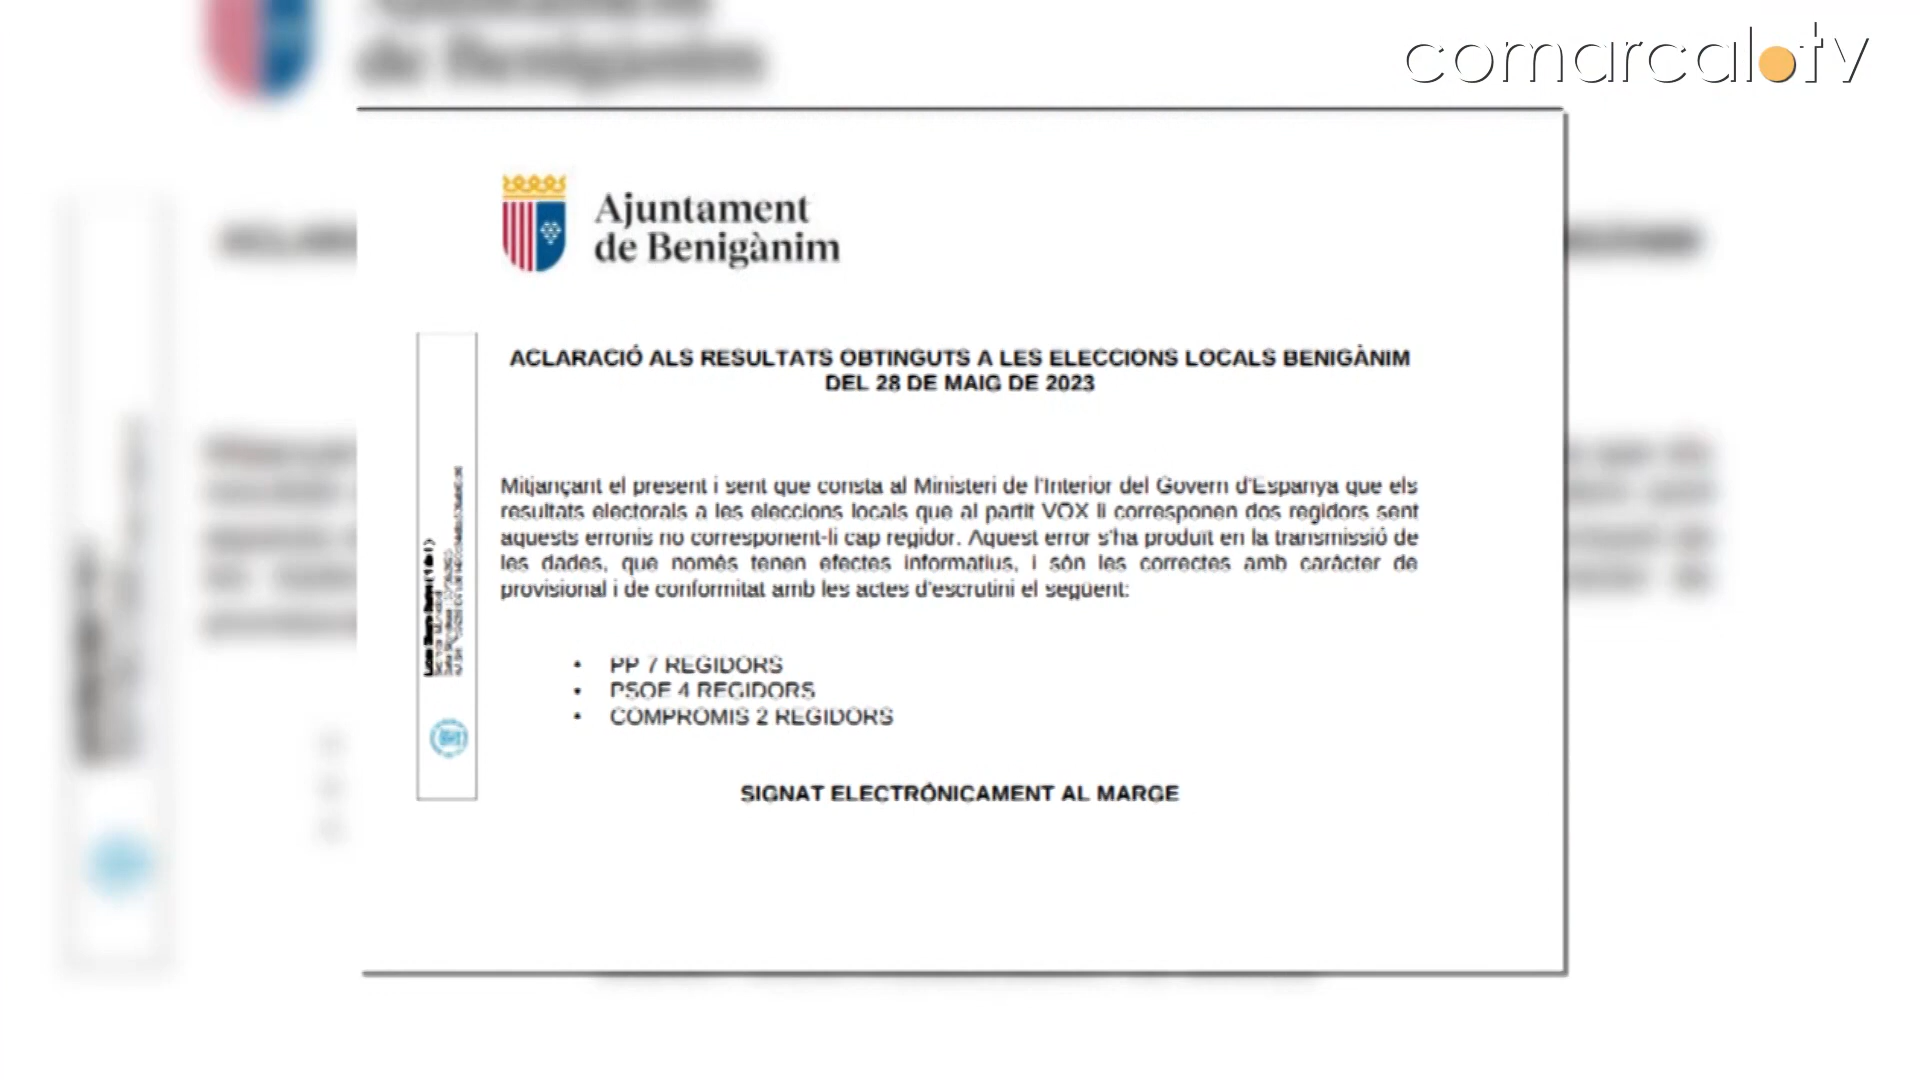 comarcal.tv
de Benigànim
Ajuntament
de Benigànim
ACLARACIÓ ALS RESULTATS OBTINGUTS A LES ELECCIONS LOCALS BENIGÀNIM
DEL 28 DE MAIG DE 2023
Mitjançant el present i sent que consta al Ministeri de l'Interior del Govern d'Espanya que els
resultats electorals a les eleccions locals que al partit VOX li corresponen dos regidors sent
aquests erronis no corresponent-li cap regidor. Aquest error s'ha produït en la transmissió de
les dades, que només tenen efectes informatius, i són les correctes amb caràcter de
provisional i de conformitat amb les actes d'escrutini el següent:
• PP 7 REGIDORS
• PSOE 4 REGIDORS
• COMPROMIS 2 REGIDORS
SIGNAT ELECTRÓNICAMENT AL MARGE